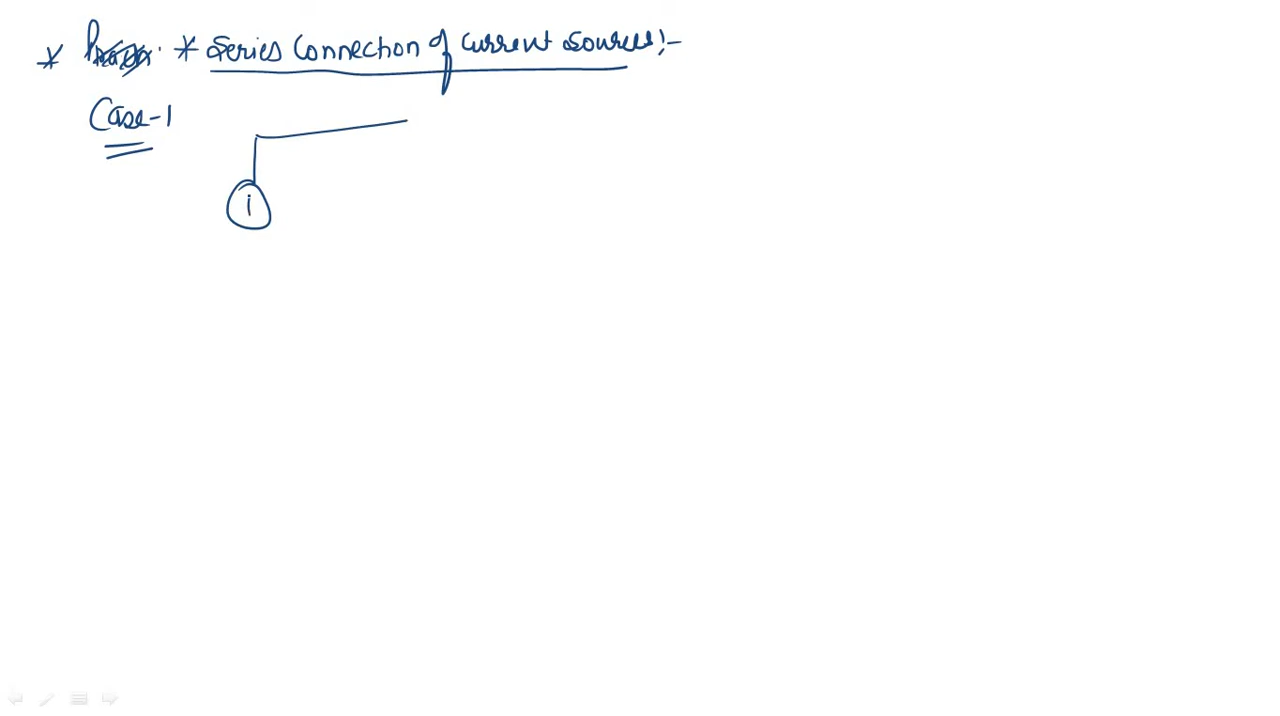 * * Series Connection of Current Sources:-
Case-1
i